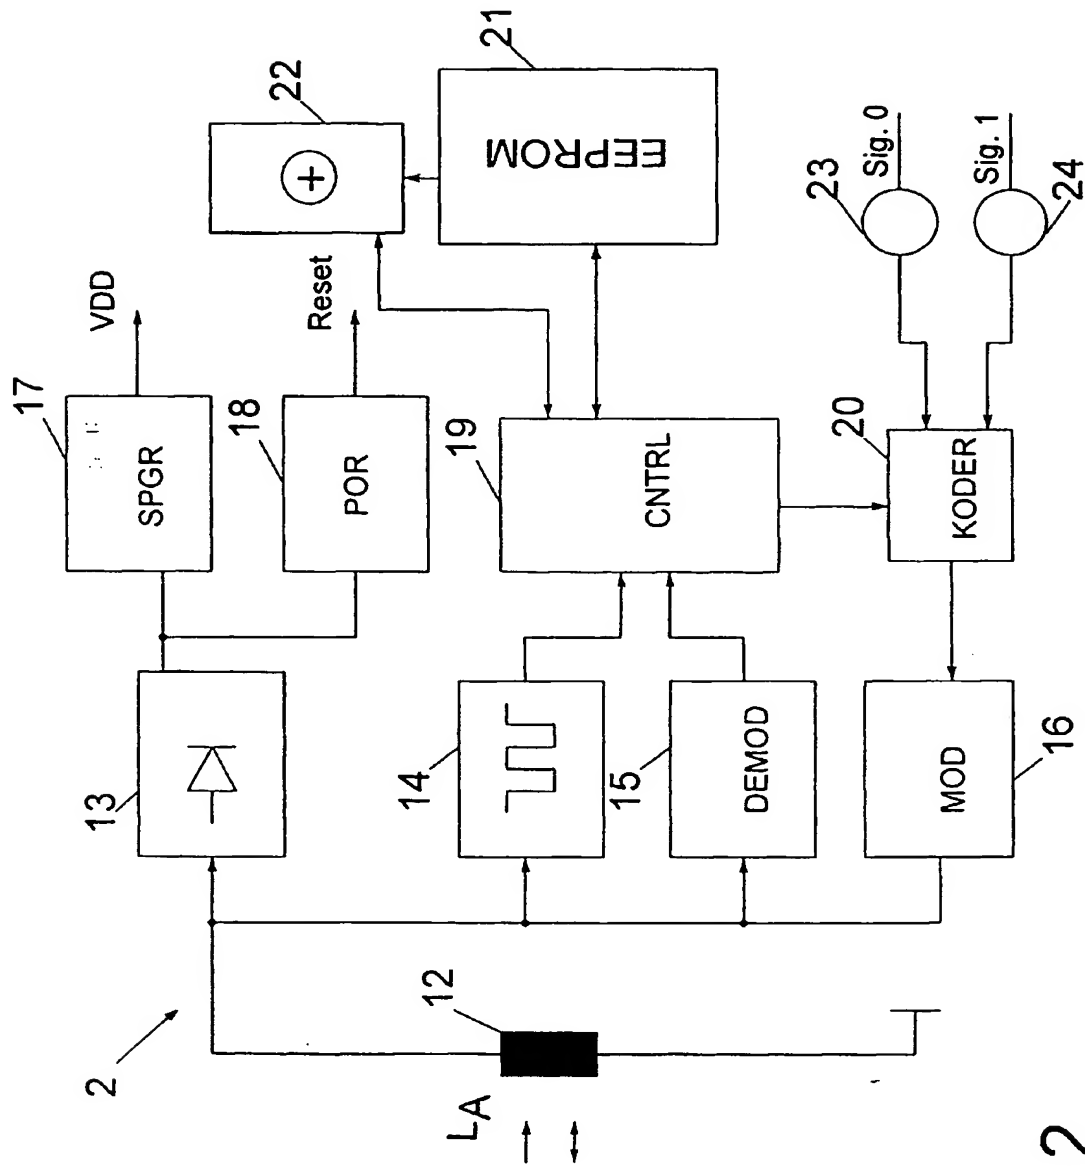 2
LA
12
13
14
15
DEMOD
MOD
16
17
SPGR
VDD
18
POR
Reset
19
CNTRL
20
KODER
22
+
21
EEPROM
23
Sig. 0
Sig. 1
24
2